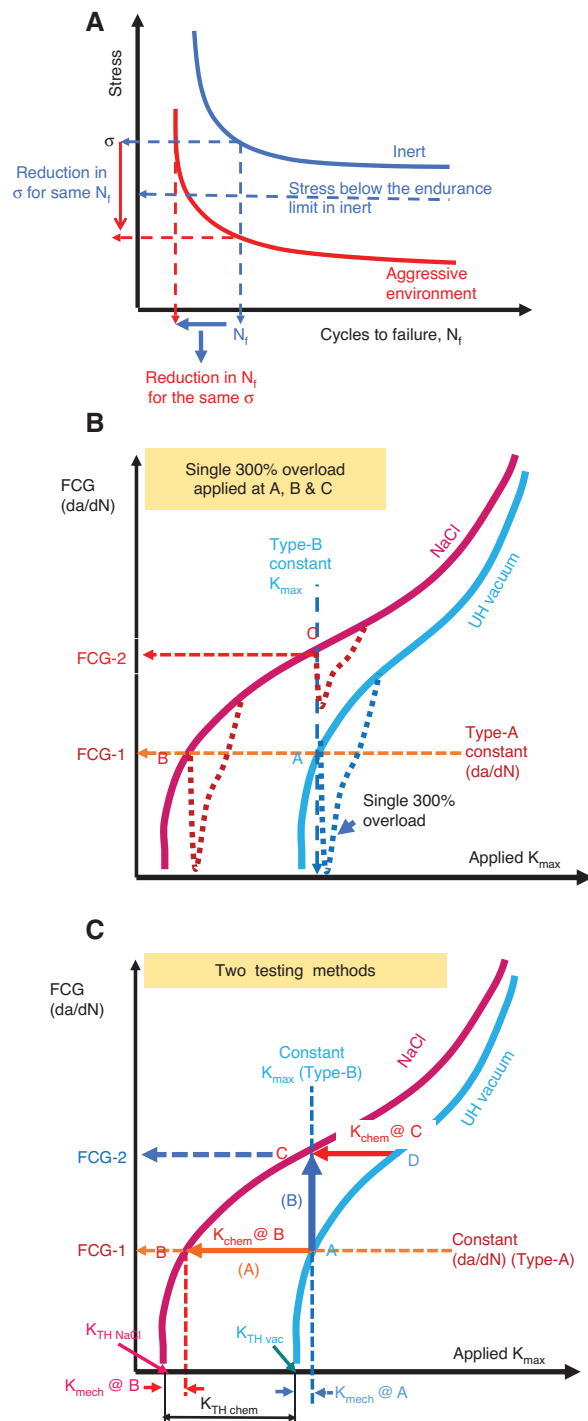 A
Stress
σ
Inert
Reduction in
σ for same Nf
Stress below the endurance
limit in inert
Aggressive
environment
Nf
Cycles to failure, Nf
Reduction in Nf
for the same σ
B
FCG
(da/dN)
Single 300% overload
applied at A, B & C
Type-B
constant
Kmax
NaCl
UH vacuum
C
FCG-2
FCG-1
B
A
Type-A
constant
(da/dN)
Single 300%
overload
Applied Kmax
C
FCG
(da/dN)
Two testing methods
Constant
Kmax (Type-B)
NaCl
UH vacuum
Kchem@ C
FCG-2
C
D
(B)
Kchem@ B
FCG-1
B
A
(A)
Constant
(da/dN) (Type-A)
KTH NaCl
KTH vac
Applied Kmax
Kmech @ B
Kmech @ A
KTH chem